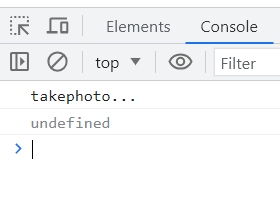 Elements Console
top Filter
takephoto...
undefined